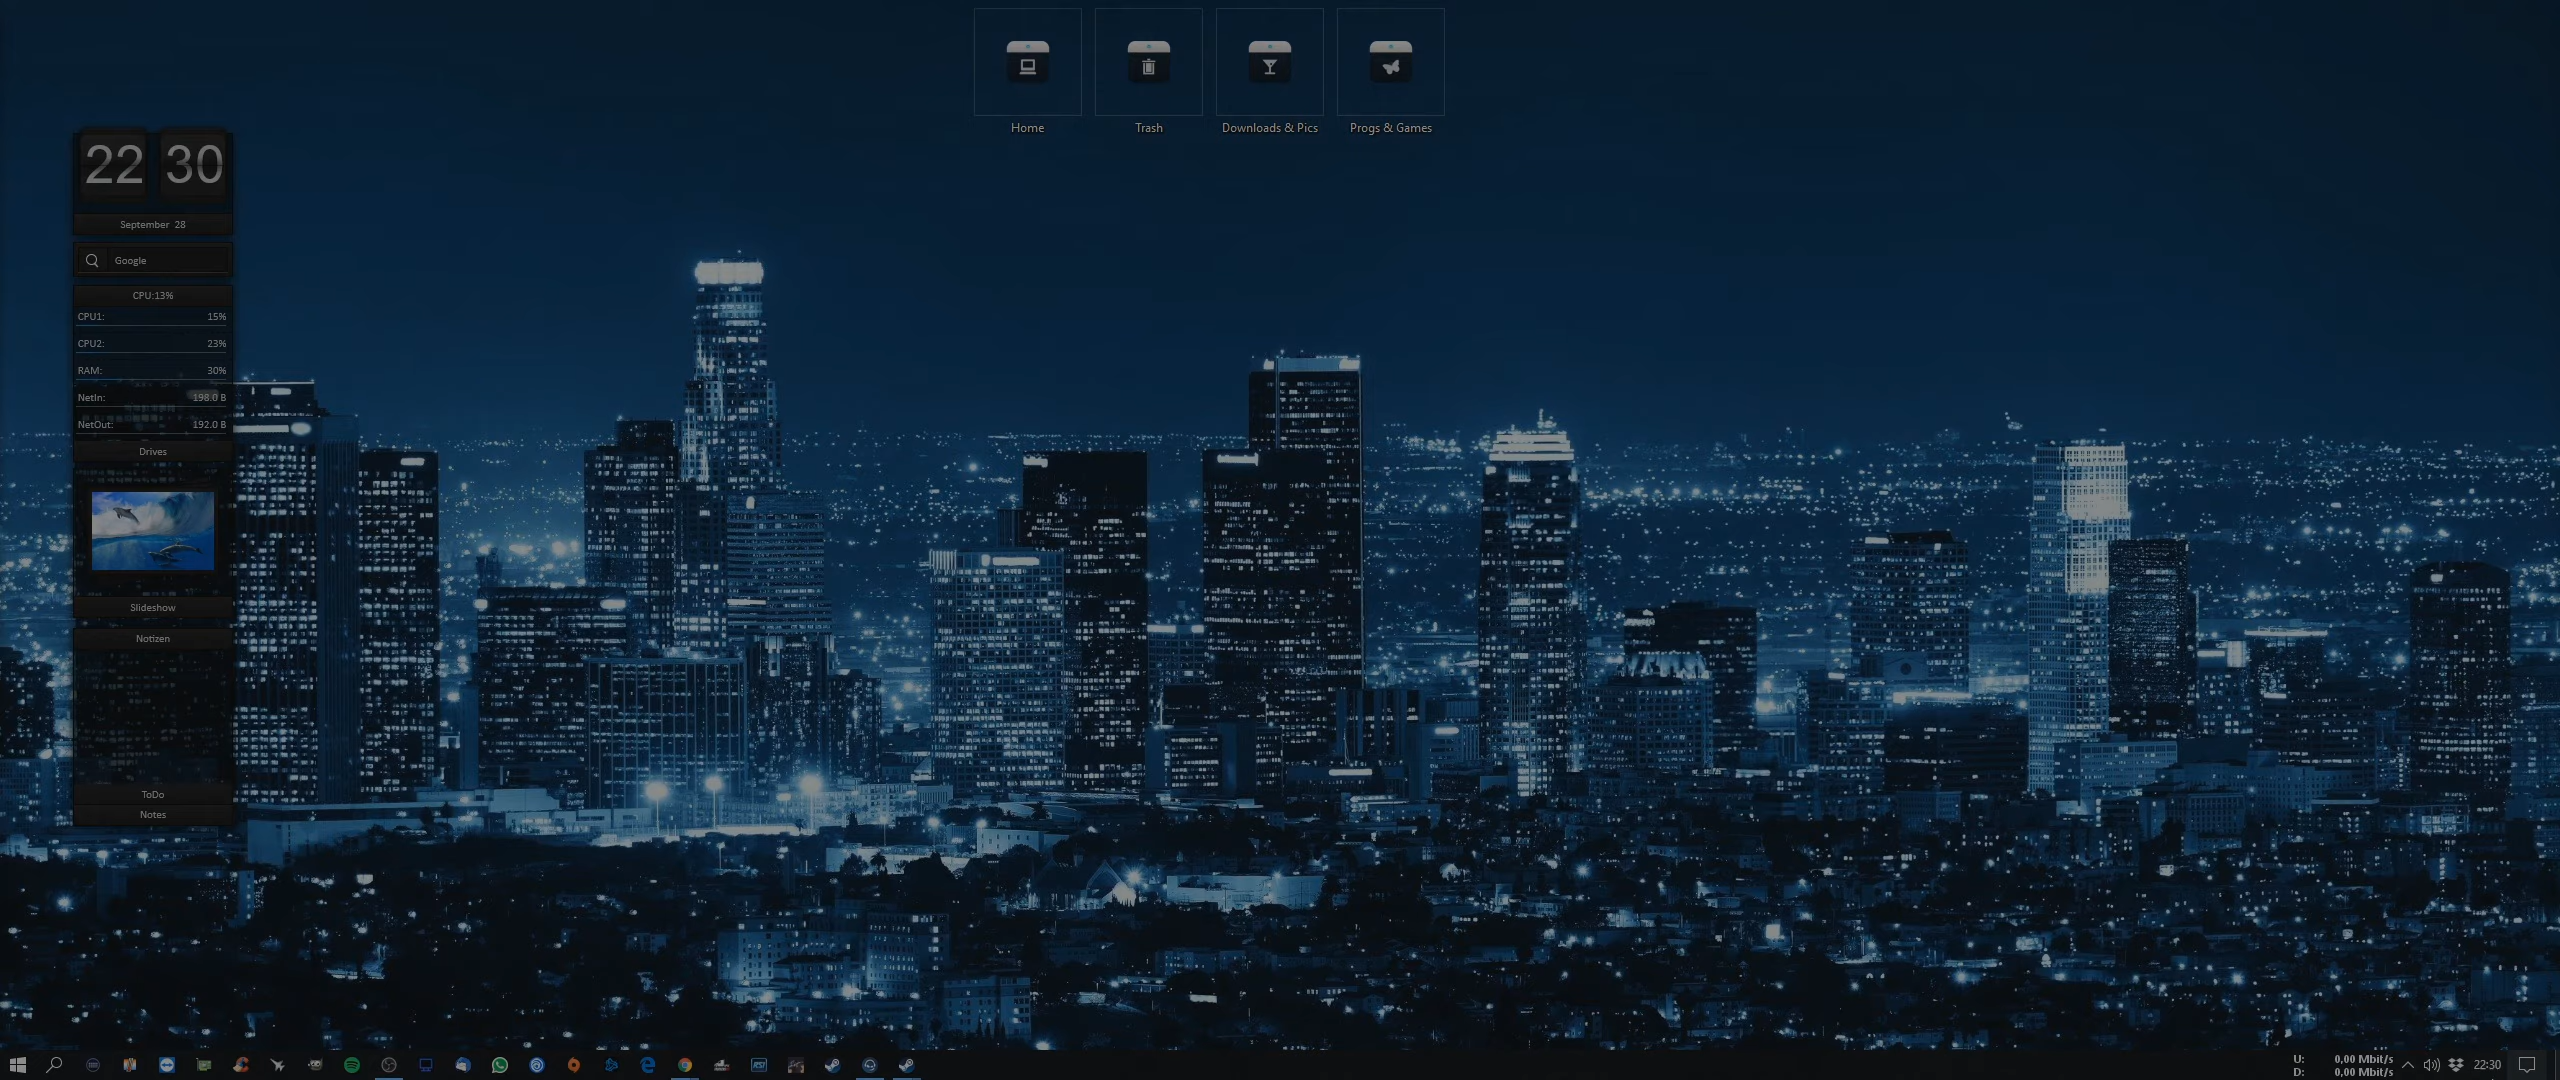 Home
Trash
Downloads & Pics
Progs & Games
22 30
September 28
Google
CPU:13%
CPU1: 15%
CPU2: 23%
RAM: 30%
NetIn: 198.0 B
NetOut: 192.0 B
Drives
Slideshow
Notizen
ToDo
Notes
RSI
U: 0,00 Mbit/s
D: 0,00 Mbit/s
22:30